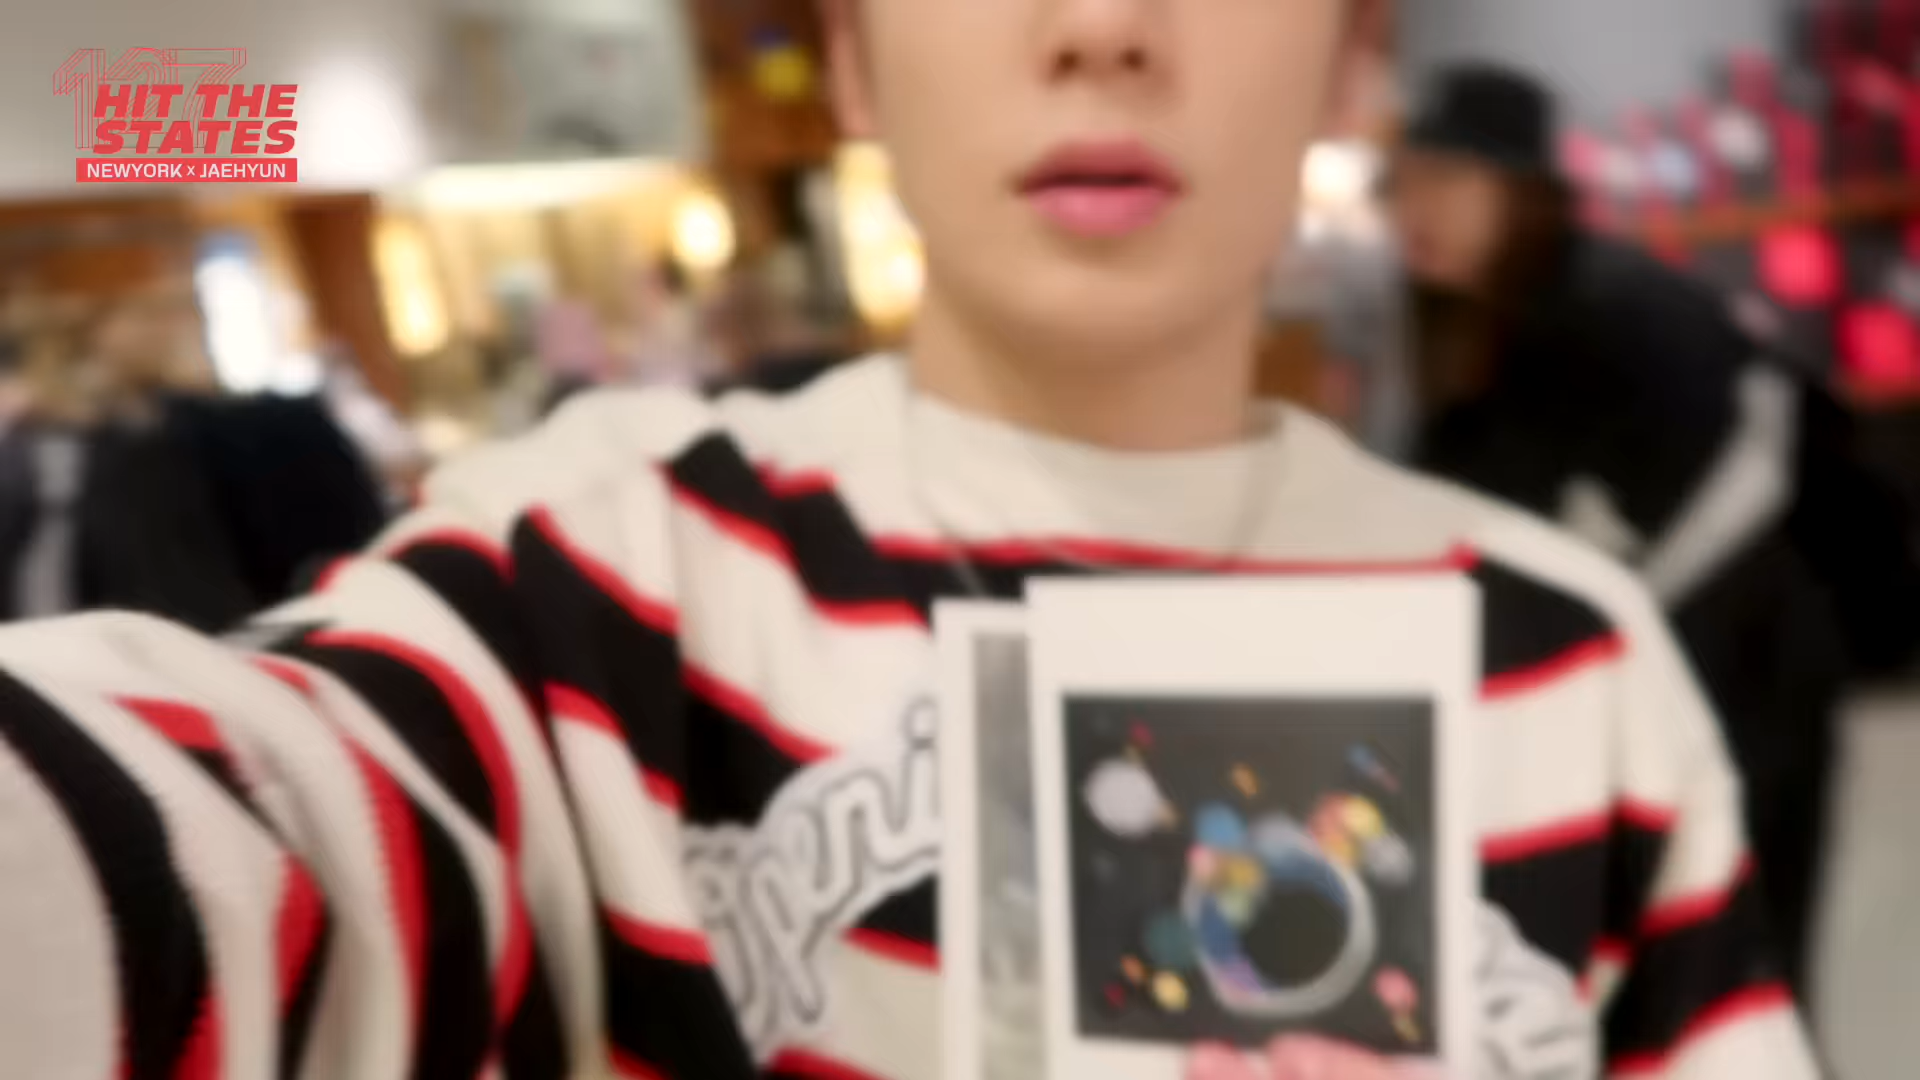 127
HIT THE
STATES
NEWYORK x JAEHYUN